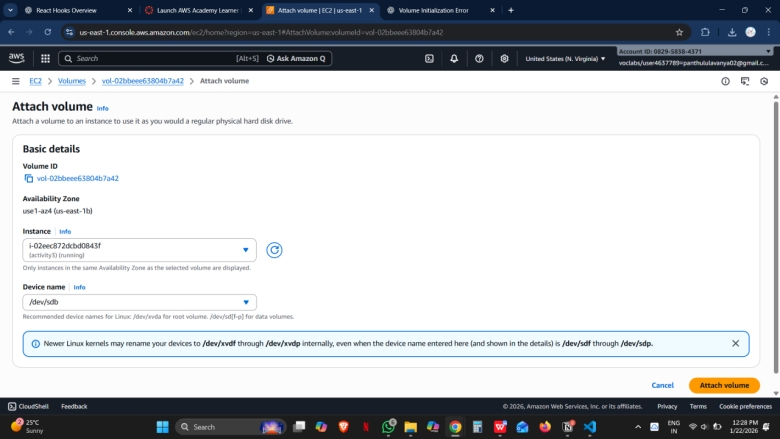 React Hooks Overview
Launch AWS Academy Learner
Attach volume | EC2 | us-east-1
Volume Initialization Error
us-east-1.console.aws.amazon.com/ec2/home?region=us-east-1#AttachVolume:volumeId=vol-02bbeee63804b7a42
aws
Search
[Alt+S]
Ask Amazon Q
United States (N. Virginia)
Account ID: 0829-5838-4371
voclabs/user4637789=panthululavanya02@gmail.c...
EC2 > Volumes > vol-02bbeee63804b7a42 > Attach volume
Attach volume Info
Attach a volume to an instance to use it as you would a regular physical hard disk drive.
Basic details
Volume ID
vol-02bbeee63804b7a42
Availability Zone
use1-az4 (us-east-1b)
Instance | Info
i-02eec872dcbd0843f
(activity3) (running)
Only instances in the same Availability Zone as the selected volume are displayed.
Device name | Info
/dev/sdb
Recommended device names for Linux: /dev/xvda for root volume. /dev/sd[f-p] for data volumes.
Newer Linux kernels may rename your devices to /dev/xvdf through /dev/xvdp internally, even when the device name entered here (and shown in the details) is /dev/sdf through /dev/sdp.
Cancel
Attach volume
CloudShell
Feedback
© 2026, Amazon Web Services, Inc. or its affiliates.
Privacy
Terms
Cookie preferences
25°C
Sunny
Search
ENG
IN
12:28 PM
1/22/2026